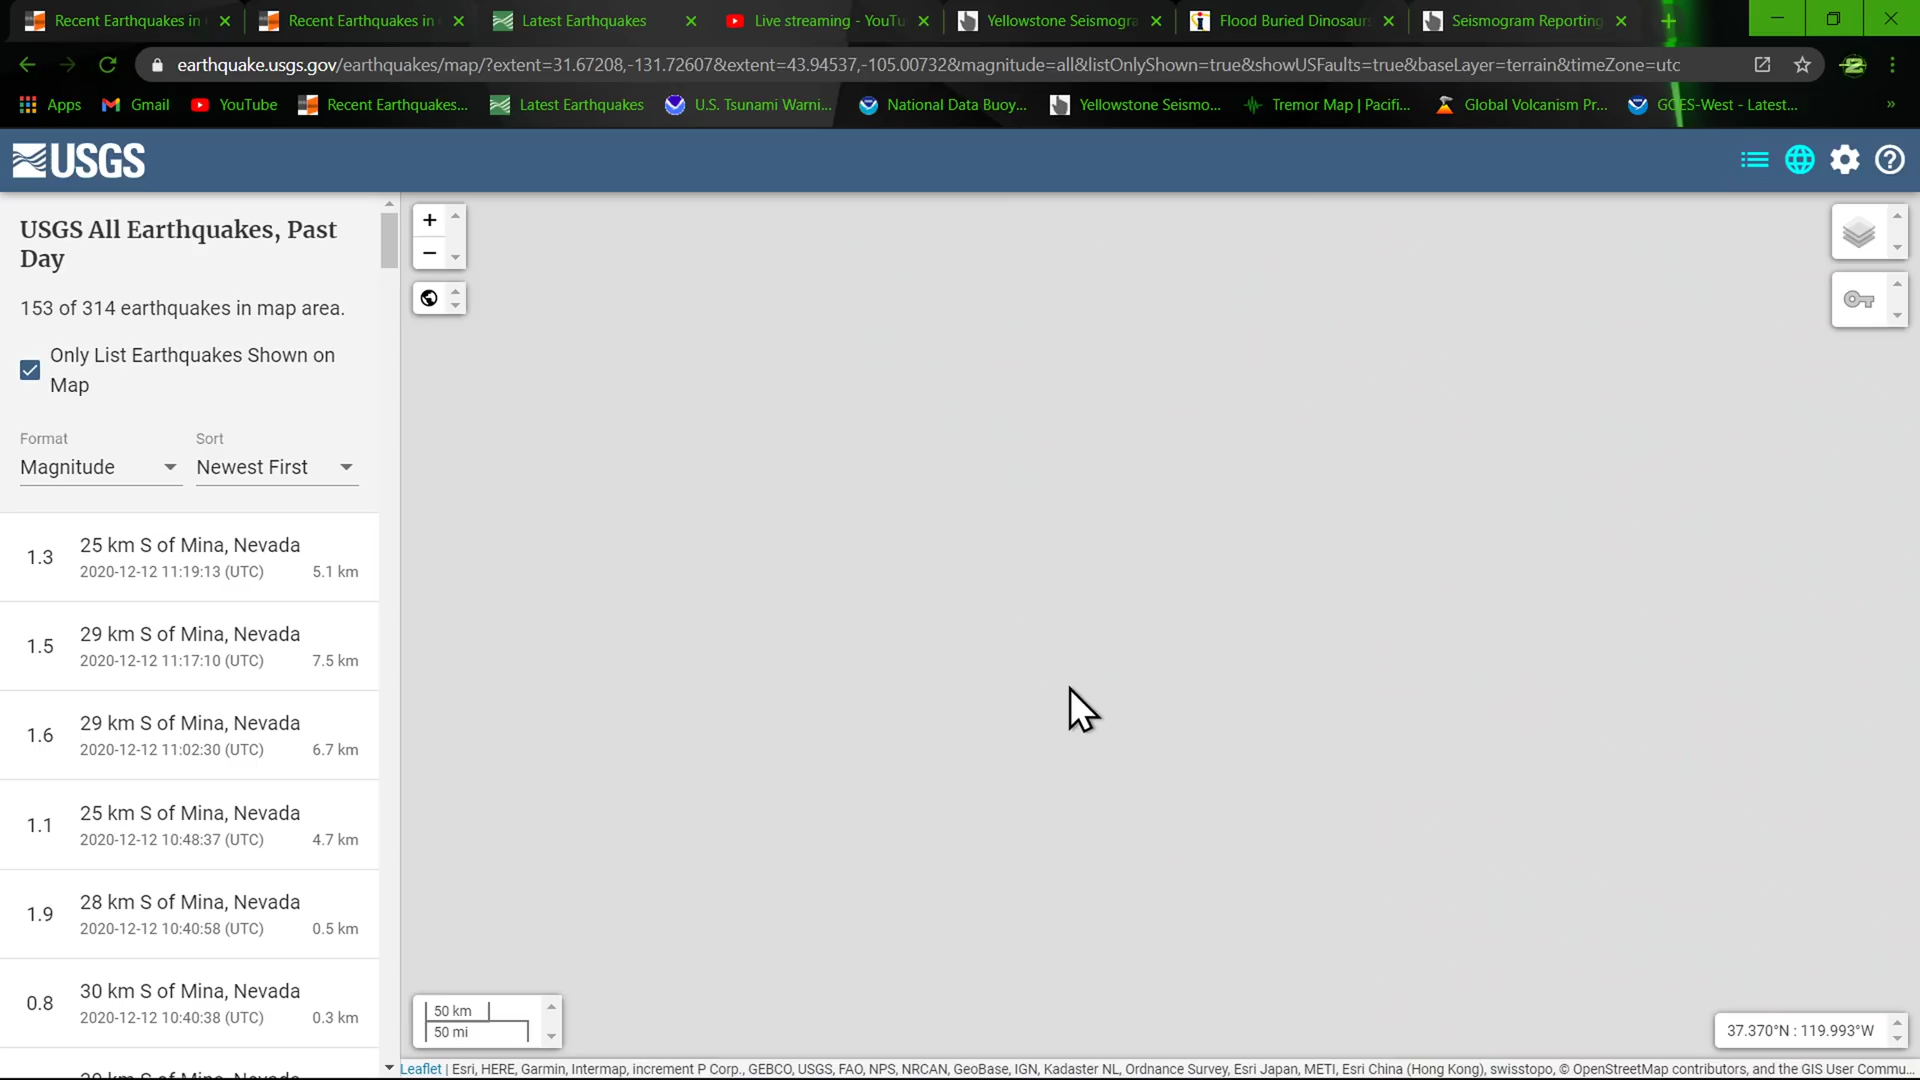 Recent Earthquakes in
Recent Earthquakes in
Latest Earthquakes
Live streaming - YouTu
Yellowstone Seismogra
Flood Buried Dinosaurs
Seismogram Reporting
earthquake.usgs.gov/earthquakes/map/?extent=31.67208,-131.72607&extent=43.94537,-105.00732&magnitude=all&listOnlyShown=true&showUSFaults=true&baseLayer=terrain&timeZone=utc
Apps
Gmail
YouTube
Recent Earthquakes...
Latest Earthquakes
U.S. Tsunami Warni...
National Data Buoy...
Yellowstone Seismo...
Tremor Map | Pacifi...
Global Volcanism Pr...
GOES-West - Latest...
»
USGS
USGS All Earthquakes, Past
Day
153 of 314 earthquakes in map area.
Only List Earthquakes Shown on
Map
Format
Sort
Magnitude
Newest First
1.3
25 km S of Mina, Nevada
2020-12-12 11:19:13 (UTC)
5.1 km
1.5
29 km S of Mina, Nevada
2020-12-12 11:17:10 (UTC)
7.5 km
1.6
29 km S of Mina, Nevada
2020-12-12 11:02:30 (UTC)
6.7 km
1.1
25 km S of Mina, Nevada
2020-12-12 10:48:37 (UTC)
4.7 km
1.9
28 km S of Mina, Nevada
2020-12-12 10:40:58 (UTC)
0.5 km
0.8
30 km S of Mina, Nevada
2020-12-12 10:40:38 (UTC)
0.3 km
+
−
50 km
50 mi
37.370°N : 119.993°W
Leaflet | Esri, HERE, Garmin, Intermap, increment P Corp., GEBCO, USGS, FAO, NPS, NRCAN, GeoBase, IGN, Kadaster NL, Ordnance Survey, Esri Japan, METI, Esri China (Hong Kong), swisstopo, © OpenStreetMap contributors, and the GIS User Commu...